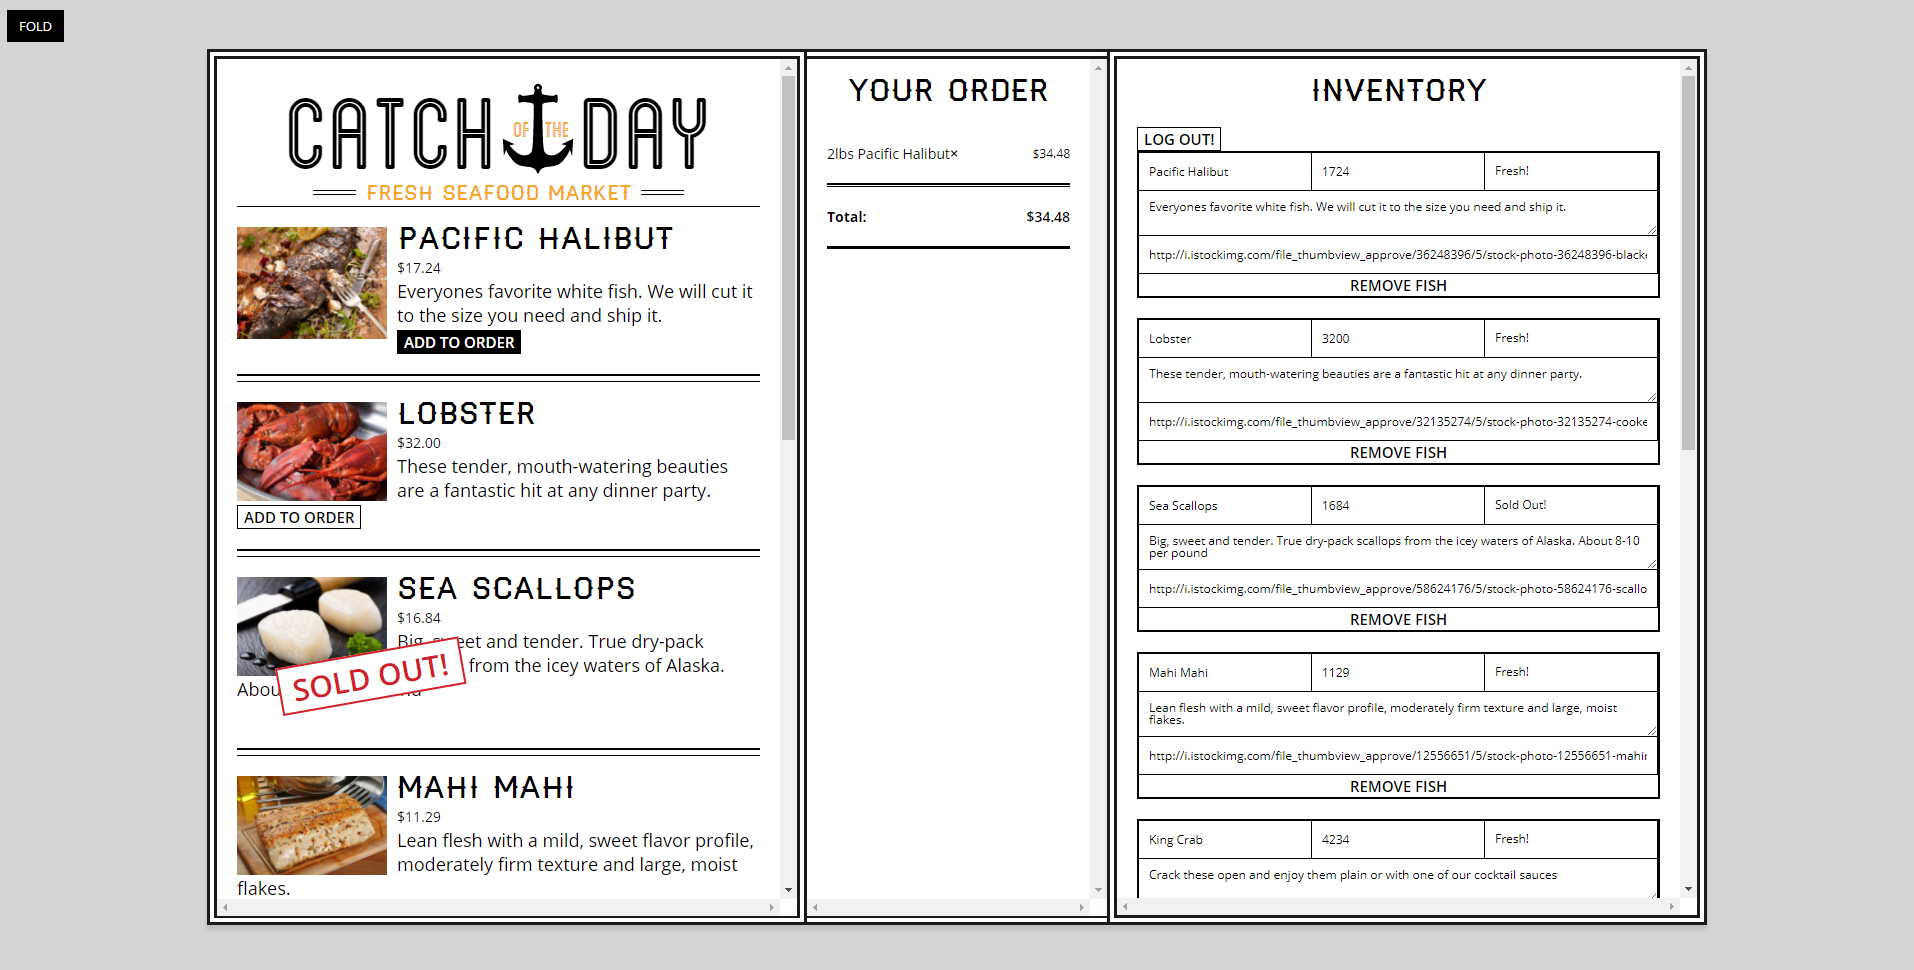 FOLD
CATCH OF THE DAY
FRESH SEAFOOD MARKET
PACIFIC HALIBUT
$17.24
Everyones favorite white fish. We will cut it
to the size you need and ship it.
ADD TO ORDER
LOBSTER
$32.00
These tender, mouth-watering beauties
are a fantastic hit at any dinner party.
ADD TO ORDER
SEA SCALLOPS
$16.84
Big, sweet and tender. True dry-pack
from the icey waters of Alaska.
SOLD OUT!
MAHI MAHI
$11.29
Lean flesh with a mild, sweet flavor profile,
moderately firm texture and large, moist
flakes.
YOUR ORDER
2lbs Pacific Halibut× $34.48
Total: $34.48
INVENTORY
LOG OUT!
Pacific Halibut 1724 Fresh!
Everyones favorite white fish. We will cut it to the size you need and ship it.
http://i.istockimg.com/file_thumbview_approve/36248396/5/stock-photo-36248396-blacke
REMOVE FISH
Lobster 3200 Fresh!
These tender, mouth-watering beauties are a fantastic hit at any dinner party.
http://i.istockimg.com/file_thumbview_approve/32135274/5/stock-photo-32135274-cooke
REMOVE FISH
Sea Scallops 1684 Sold Out!
Big, sweet and tender. True dry-pack scallops from the icey waters of Alaska. About 8-10
per pound
http://i.istockimg.com/file_thumbview_approve/58624176/5/stock-photo-58624176-scallo
REMOVE FISH
Mahi Mahi 1129 Fresh!
Lean flesh with a mild, sweet flavor profile, moderately firm texture and large, moist
flakes.
http://i.istockimg.com/file_thumbview_approve/12556651/5/stock-photo-12556651-mahir
REMOVE FISH
King Crab 4234 Fresh!
Crack these open and enjoy them plain or with one of our cocktail sauces